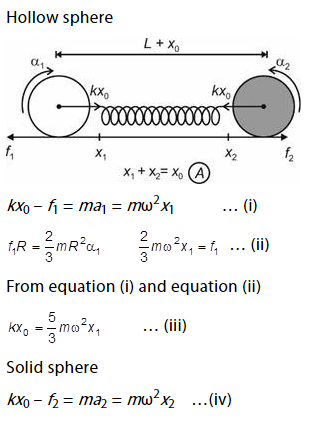 Hollow sphere
L + x₀
α₁
α₂
kx₀
kx₀
f₁
x₁
x₂
f₂
x₁ + x₂= x₀ Ⓐ
kx₀ – f₁ = ma₁ = mω²x₁ … (i)
f₁R = 2/3 mR²α₁ 2/3 mω²x₁ = f₁ … (ii)
From equation (i) and equation (ii)
kx₀ = 5/3 mω²x₁ … (iii)
Solid sphere
kx₀ – f₂ = ma₂ = mω²x₂ …(iv)